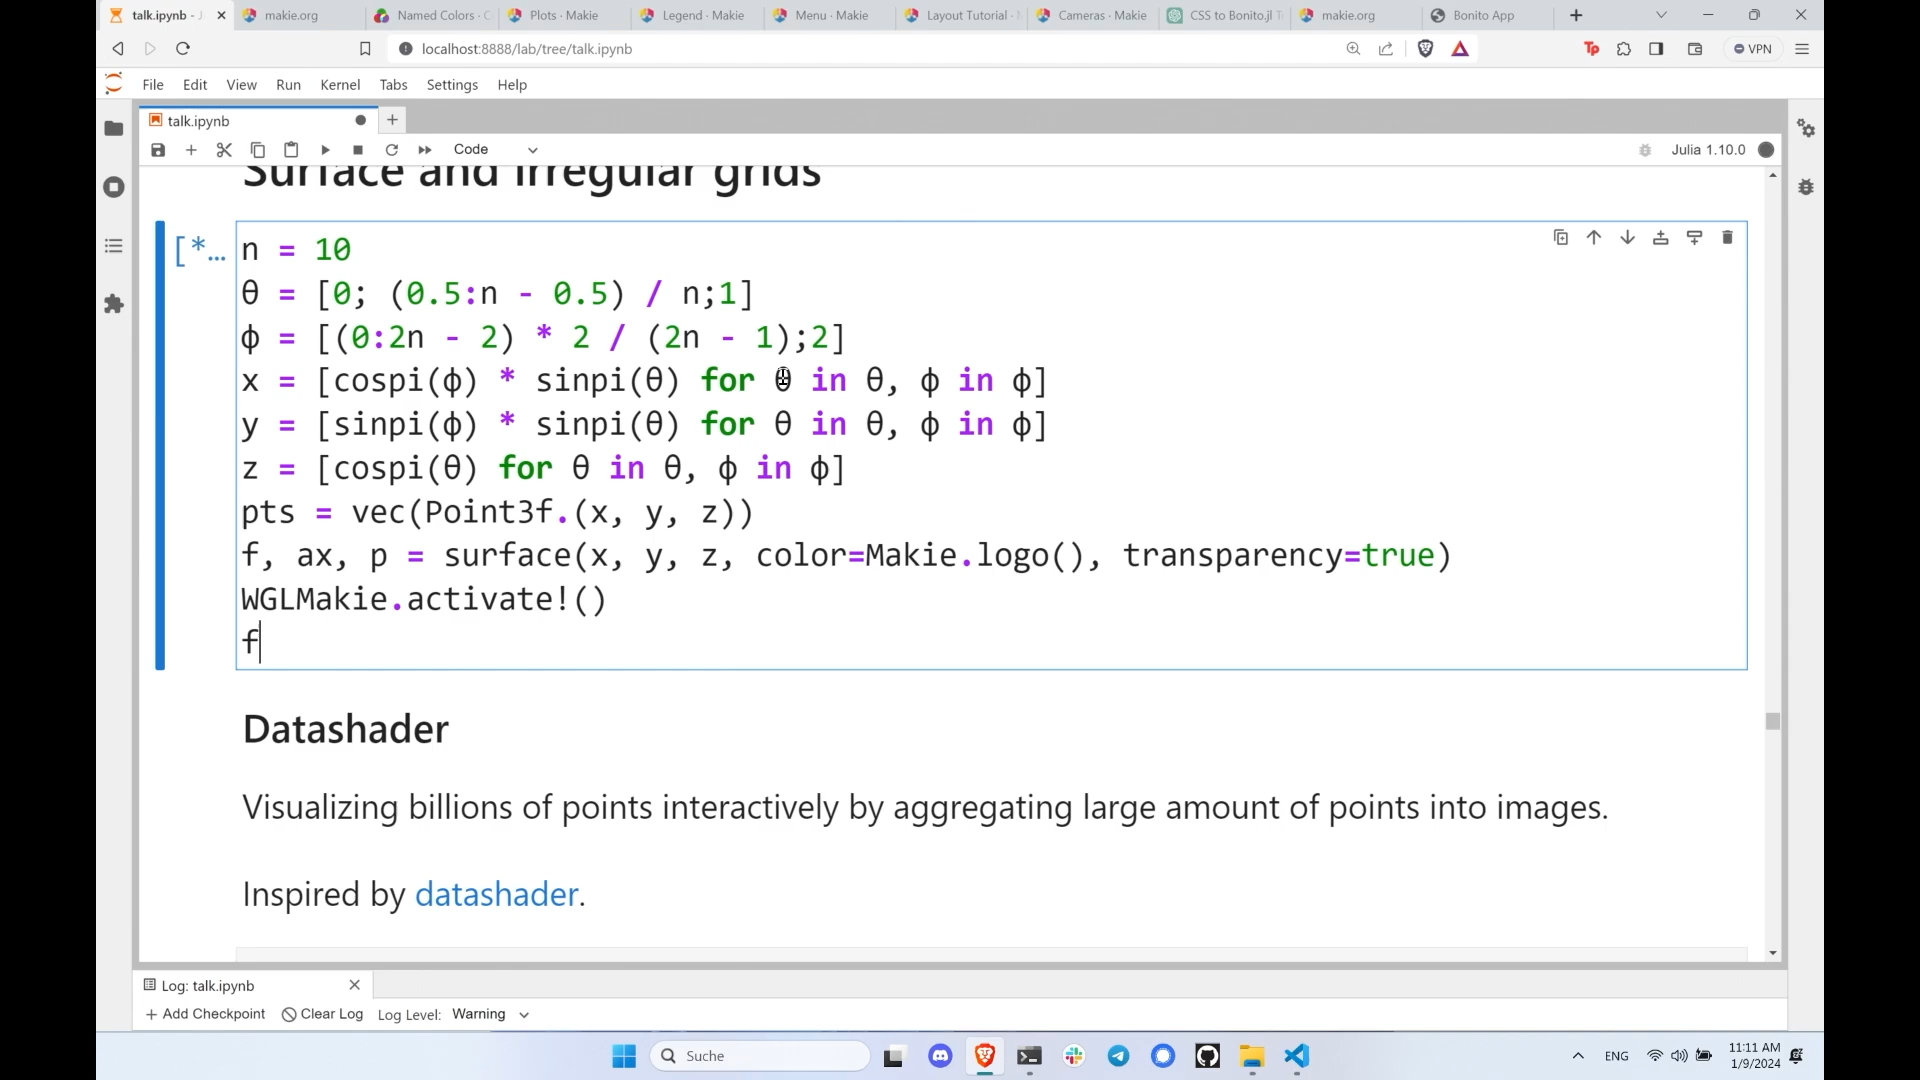 talk.ipynb - J
makie.org
Named Colors · C
Plots · Makie
Legend · Makie
Menu · Makie
Layout Tutorial ·
Cameras · Makie
CSS to Bonito.jl T
makie.org
Bonito App
localhost:8888/lab/tree/talk.ipynb
VPN
File Edit View Run Kernel Tabs Settings Help
talk.ipynb
Code
Julia 1.10.0
Surface and irregular grids
[*...
n = 10
θ = [0; (0.5:n - 0.5) / n;1]
ϕ = [(0:2n - 2) * 2 / (2n - 1);2]
x = [cospi(ϕ) * sinpi(θ) for θ in θ, ϕ in ϕ]
y = [sinpi(ϕ) * sinpi(θ) for θ in θ, ϕ in ϕ]
z = [cospi(θ) for θ in θ, ϕ in ϕ]
pts = vec(Point3f.(x, y, z))
f, ax, p = surface(x, y, z, color=Makie.logo(), transparency=true)
WGLMakie.activate!()
f
Datashader
Visualizing billions of points interactively by aggregating large amount of points into images.
Inspired by datashader.
Log: talk.ipynb
Add Checkpoint Clear Log Log Level: Warning
Suche
ENG
11:11 AM
1/9/2024